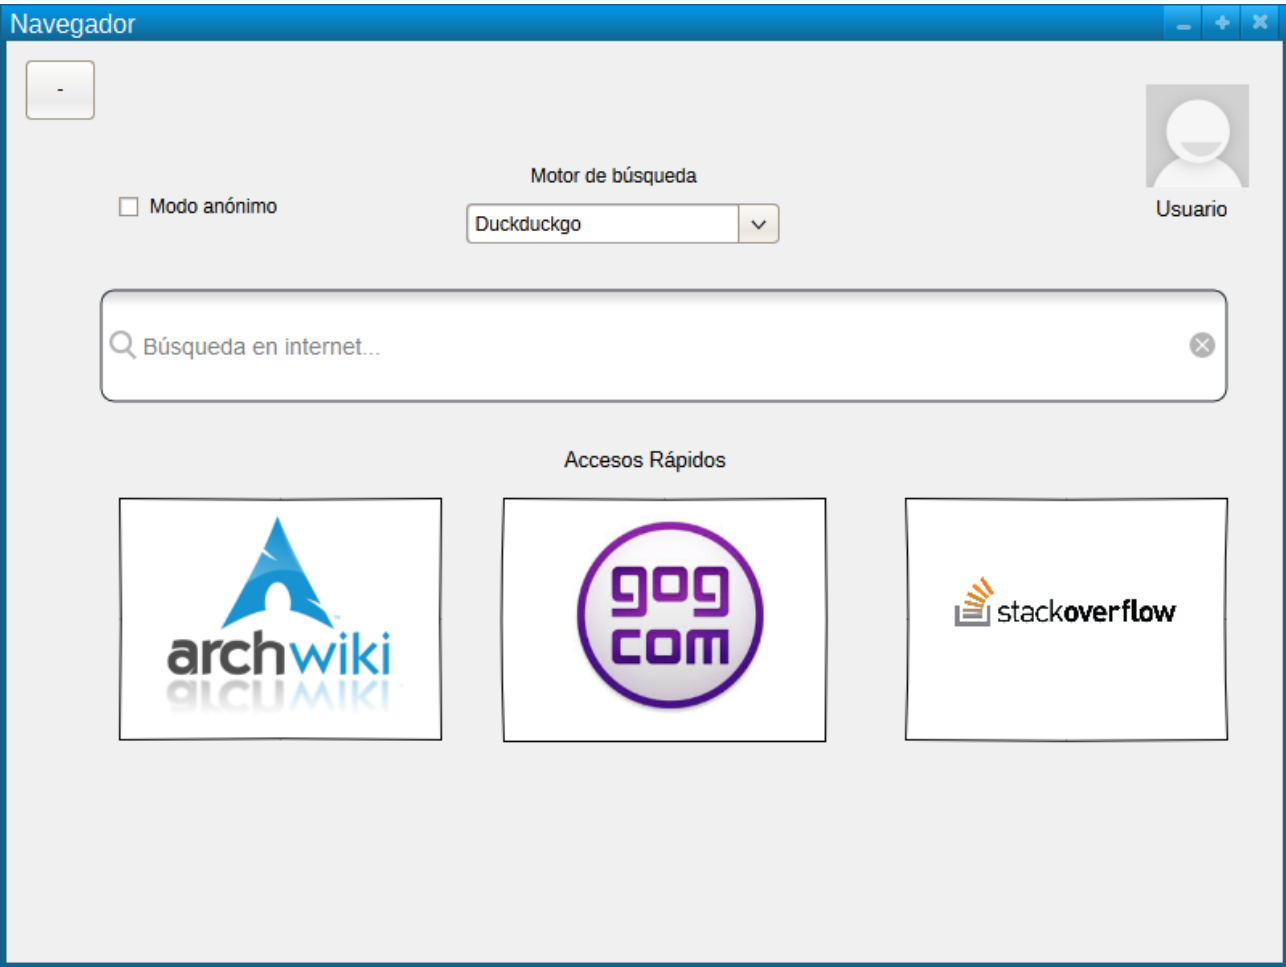 Navegador
-
Motor de búsqueda
Modo anónimo
Duckduckgo
Usuario
Búsqueda en internet...
Accesos Rápidos
archwiki
gog
com
stackoverflow